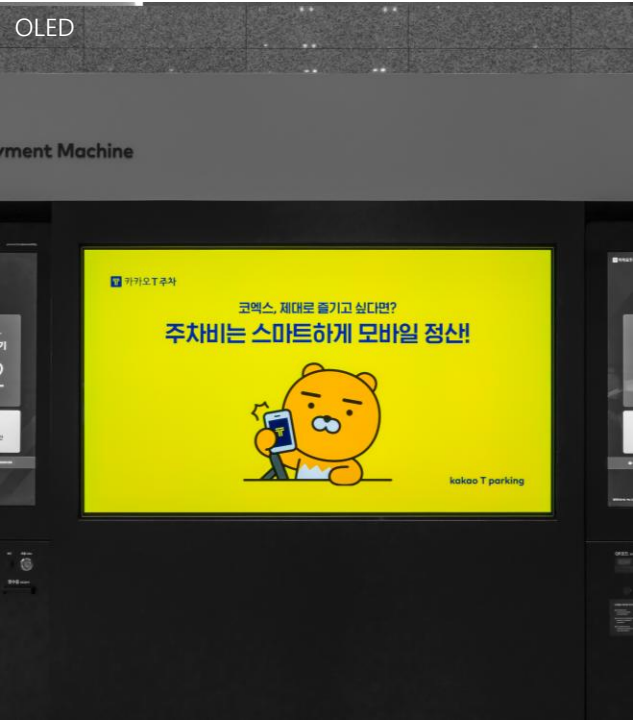 OLED
yment Machine
카카오 T 주차
코엑스, 제대로 즐기고 싶다면?
주차비는 스마트하게 모바일 정산!
kakao T parking